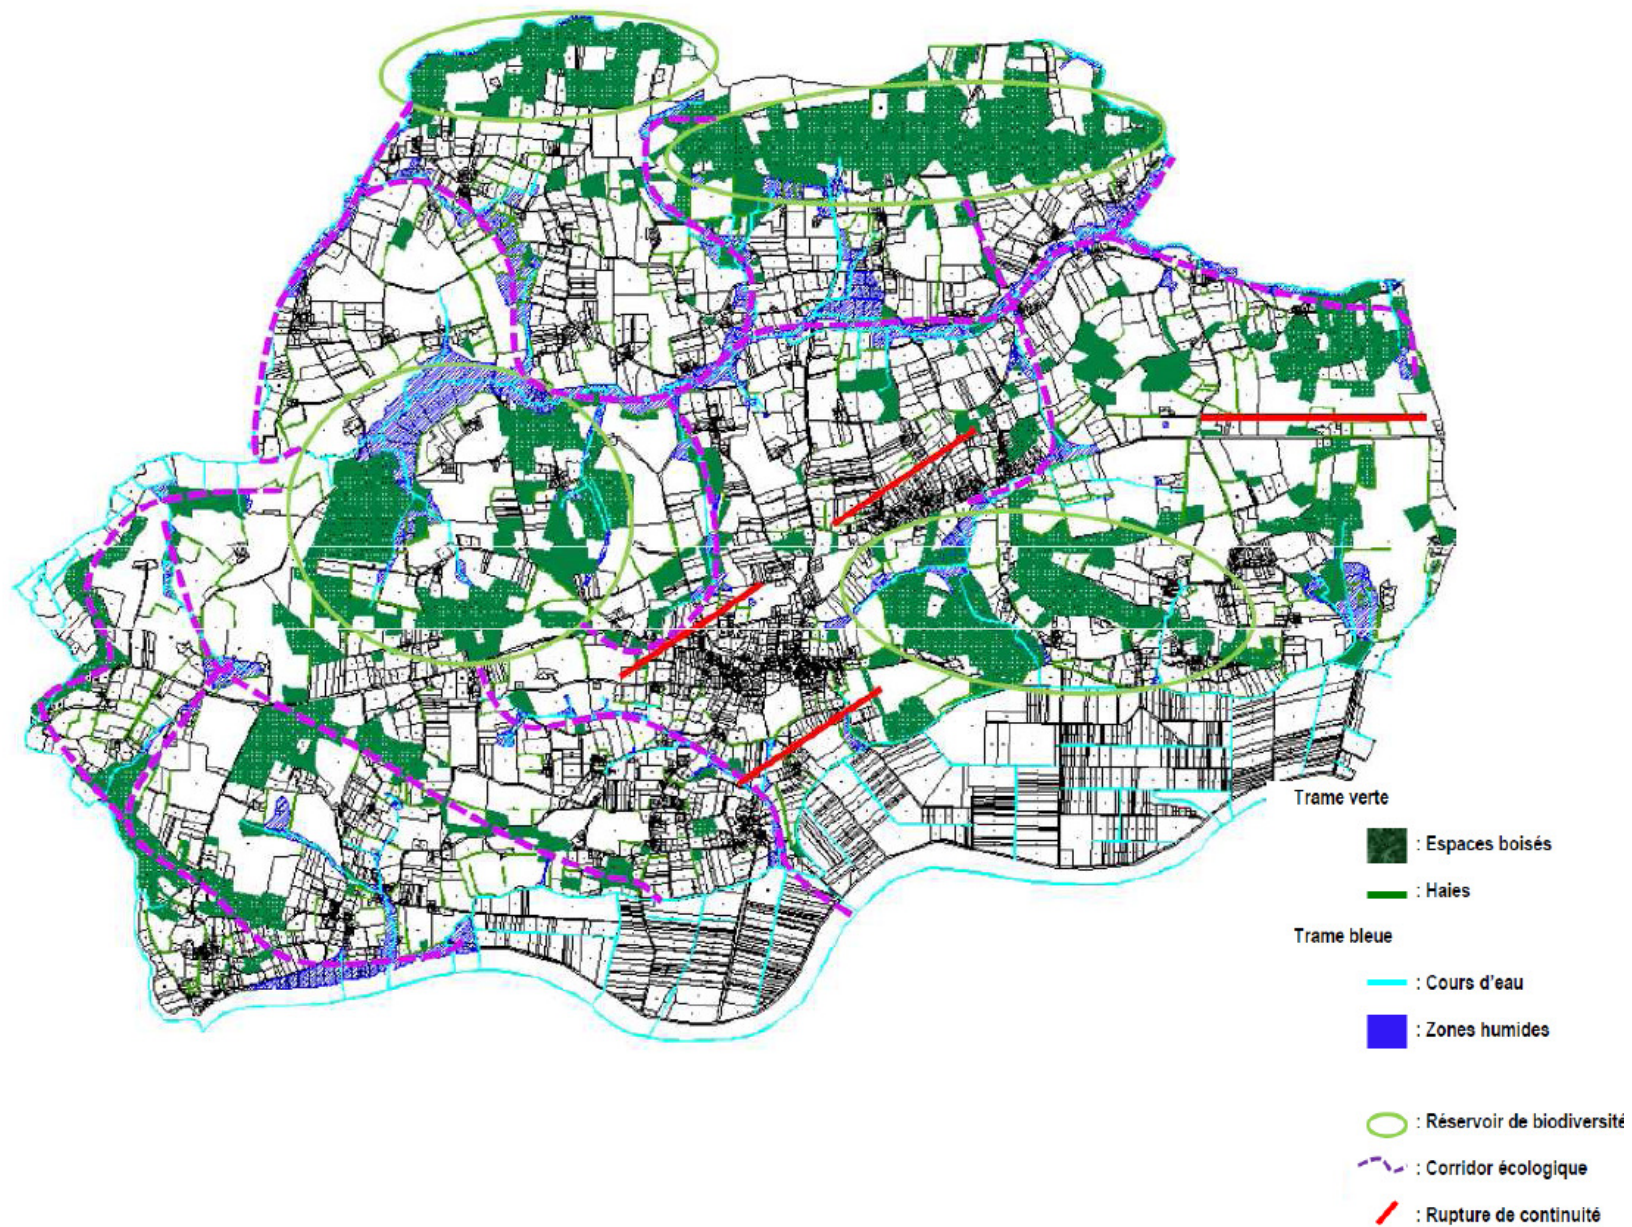 Trame verte
: Espaces boisés
: Haies
Trame bleue
: Cours d'eau
: Zones humides
: Réservoir de biodiversité
: Corridor écologique
: Rupture de continuité